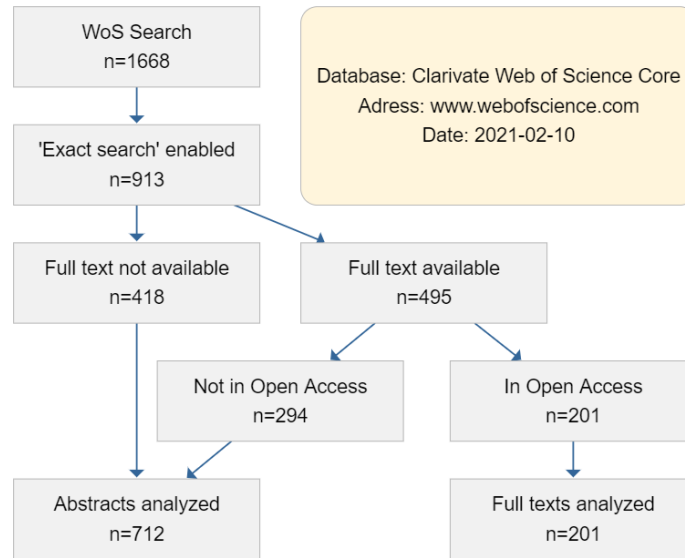 WoS Search
n=1668
Database: Clarivate Web of Science Core
Adress: www.webofscience.com
Date: 2021-02-10
'Exact search' enabled
n=913
Full text not available
n=418
Full text available
n=495
Not in Open Access
n=294
In Open Access
n=201
Abstracts analyzed
n=712
Full texts analyzed
n=201